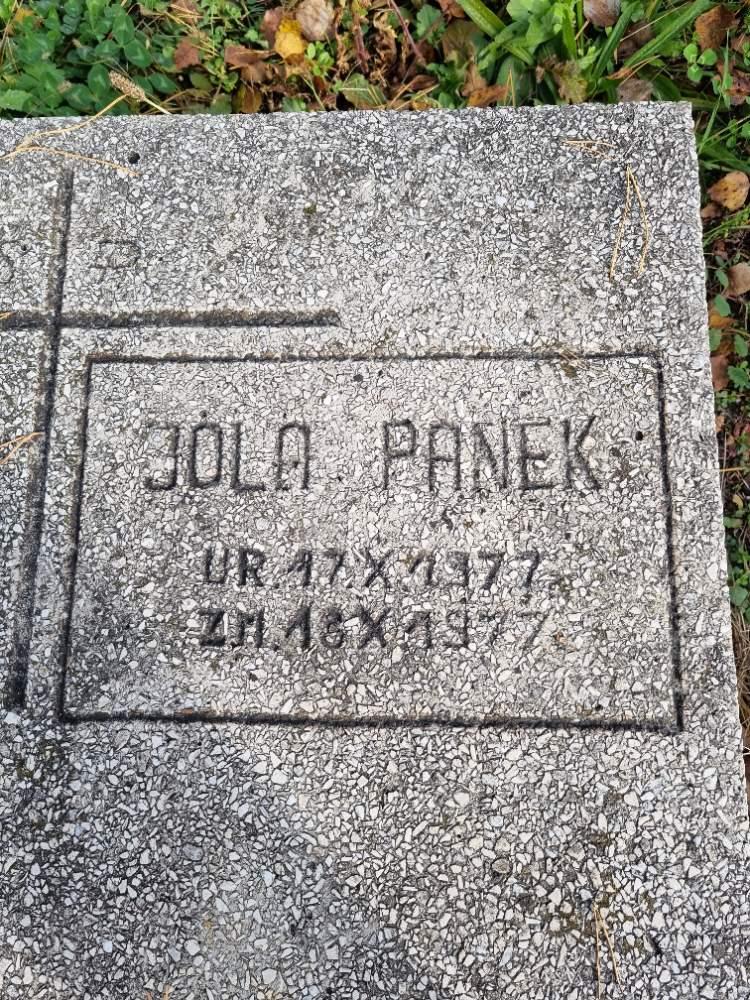 JOLA PANEK
UR. 17. X 1977.
ZM. 18 X 1977.